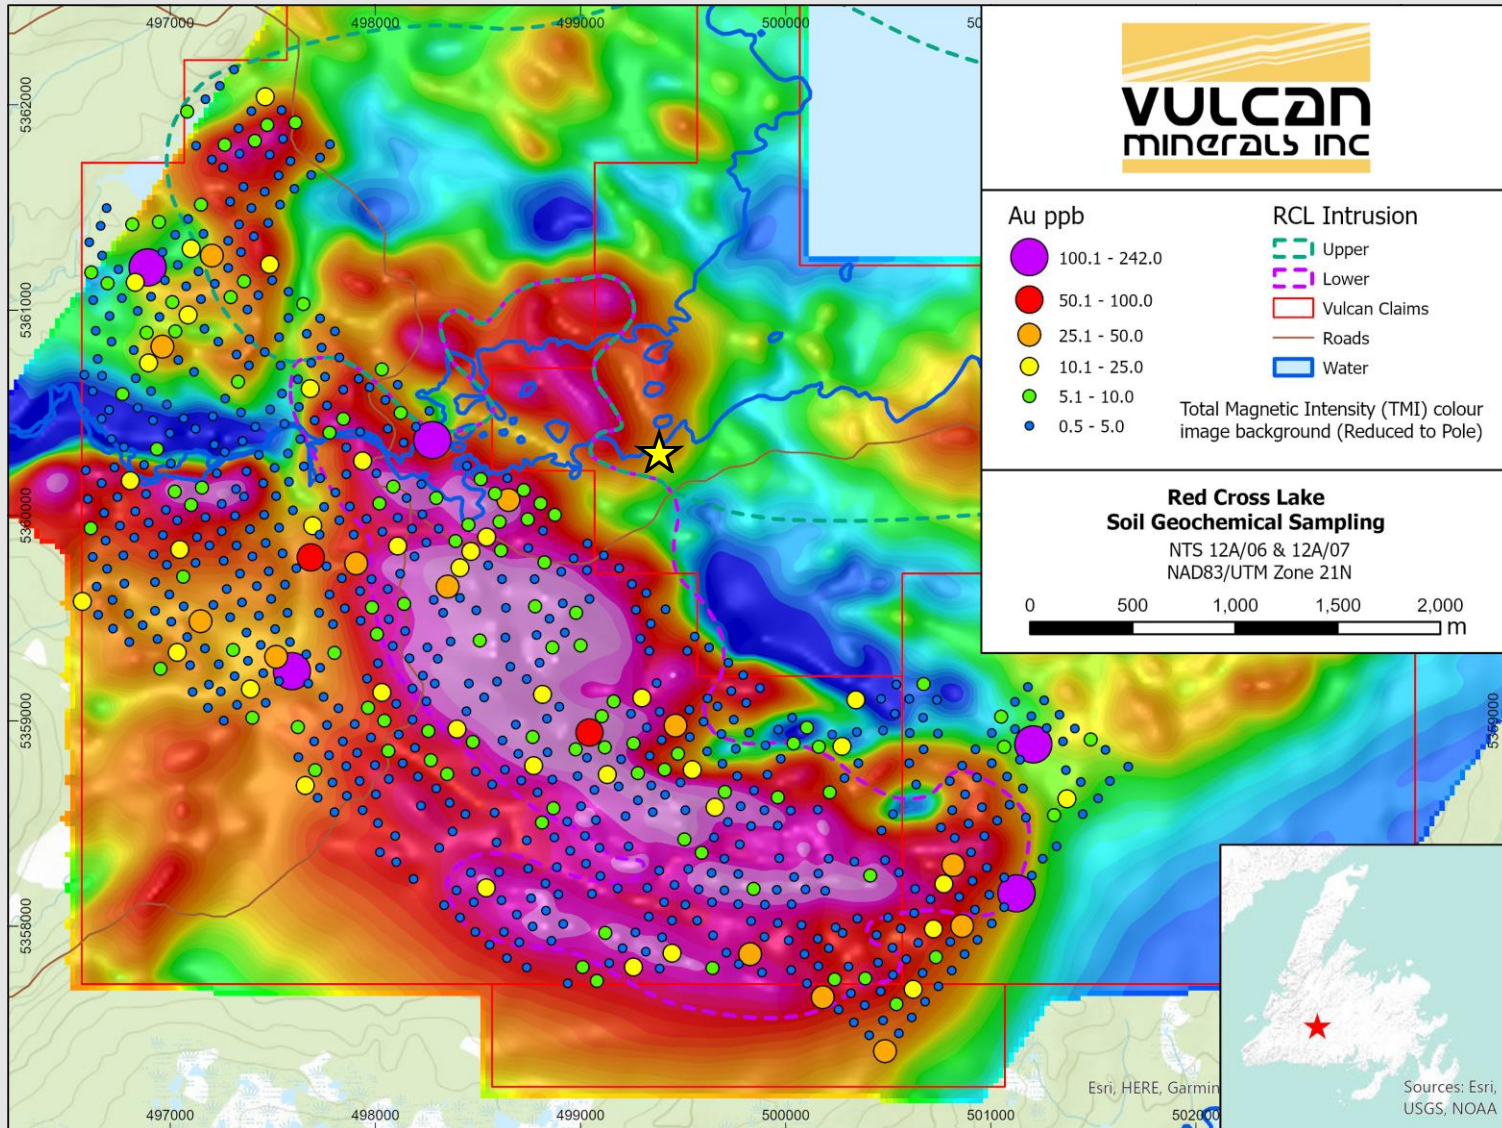 497000 498000 499000 500000 50
VULCAN
minerals inc
Au ppb
100.1 - 242.0
50.1 - 100.0
25.1 - 50.0
10.1 - 25.0
5.1 - 10.0
0.5 - 5.0
RCL Intrusion
Upper
Lower
Vulcan Claims
Roads
Water
Total Magnetic Intensity (TMI) colour
image background (Reduced to Pole)
Red Cross Lake
Soil Geochemical Sampling
NTS 12A/06 & 12A/07
NAD83/UTM Zone 21N
0 500 1,000 1,500 2,000
m
5362000
5361000
5360000
5359000
5358000
5359000
Esri, HERE, Garmin
Sources: Esri,
USGS, NOAA
497000 498000 499000 500000 501000 502000